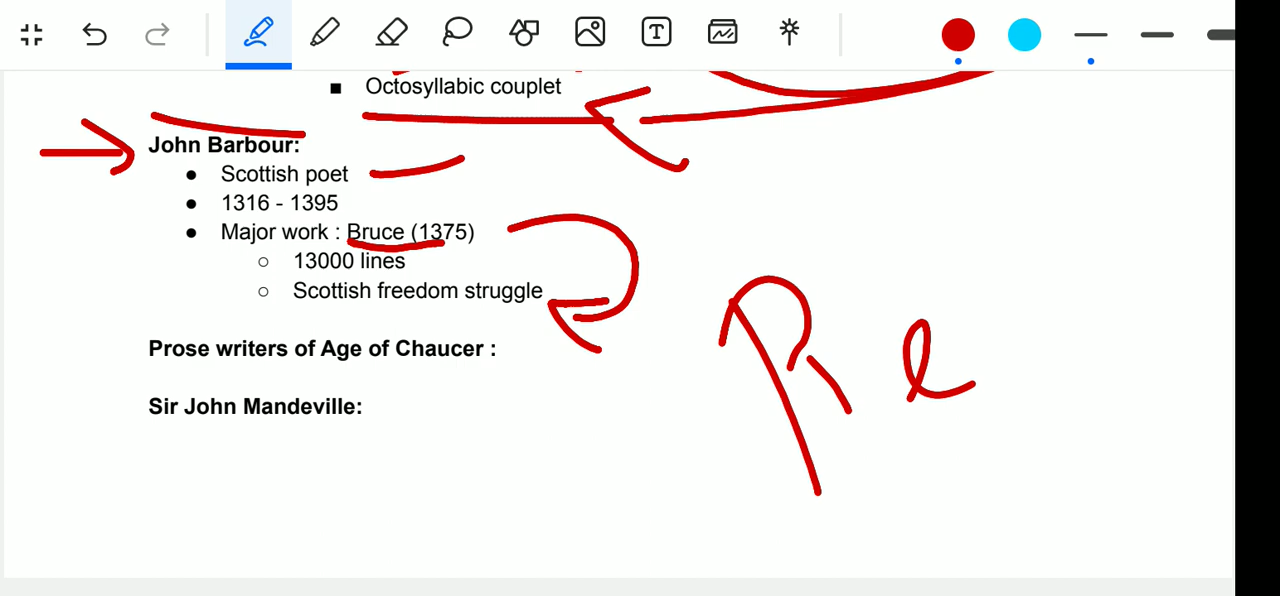 ■ Octosyllabic couplet
John Barbour:
● Scottish poet
● 1316 - 1395
● Major work : Bruce (1375)
○ 13000 lines
○ Scottish freedom struggle
Prose writers of Age of Chaucer :
Sir John Mandeville: